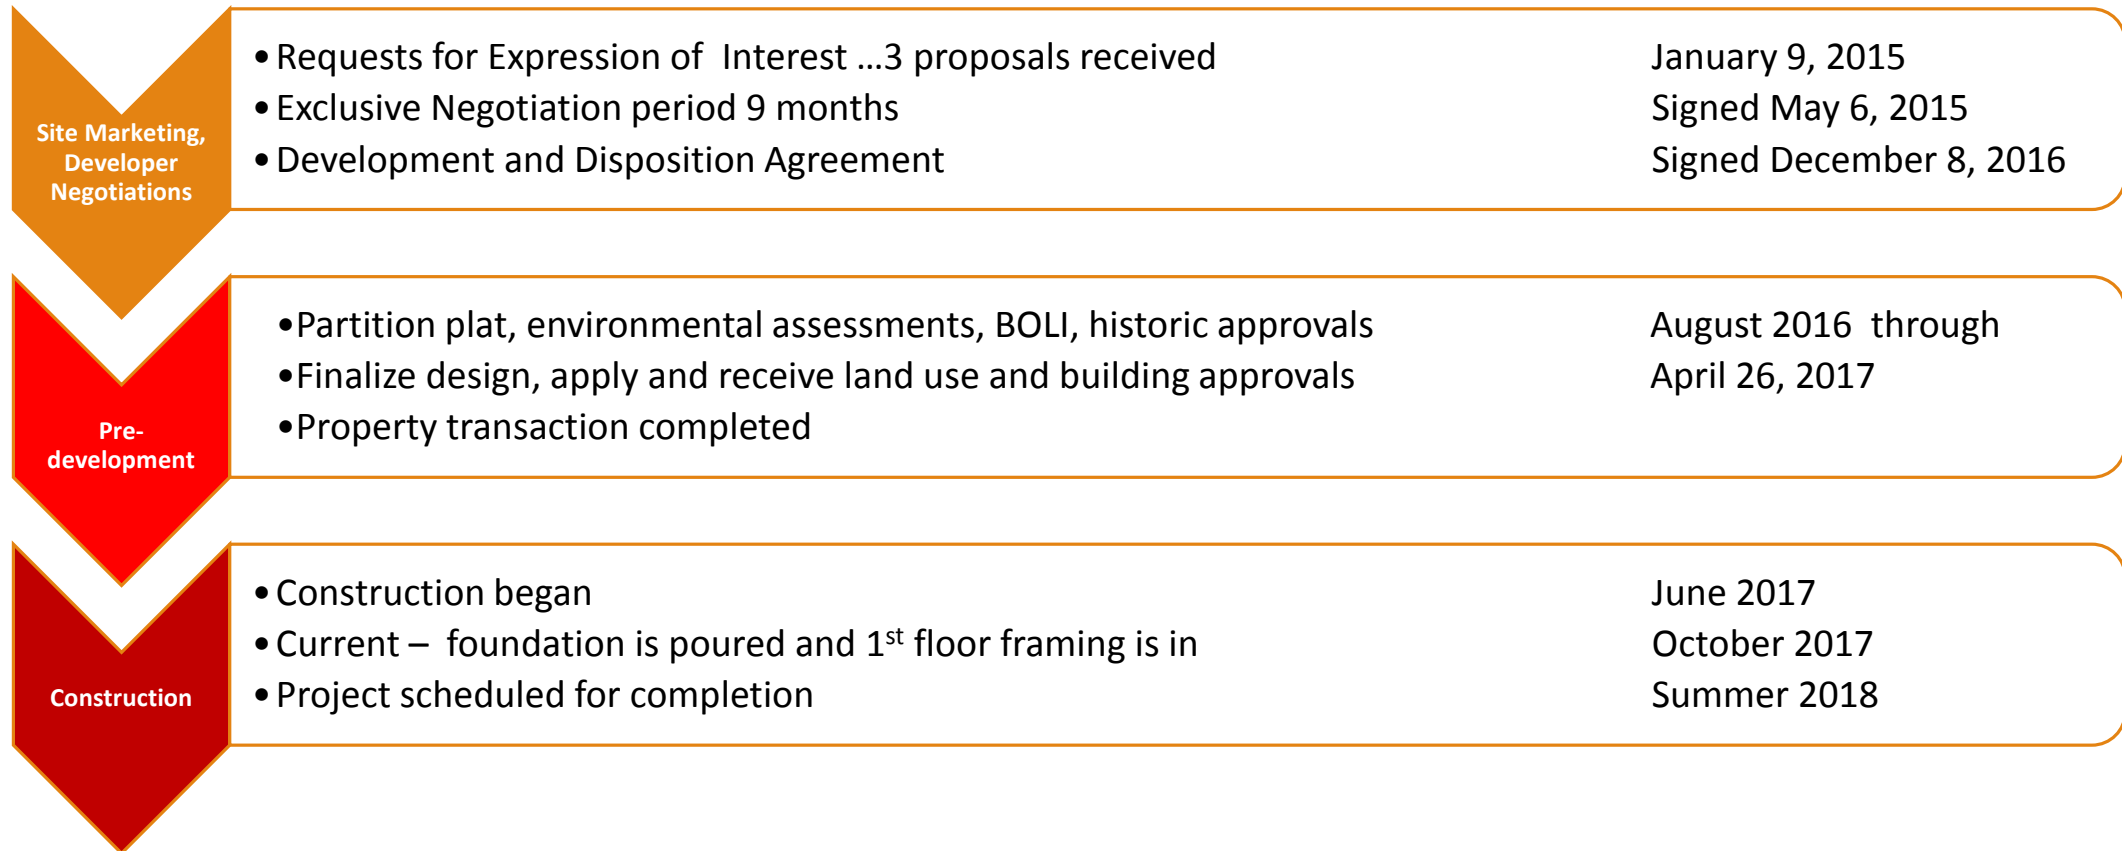 Site Marketing,
Developer
Negotiations
• Requests for Expression of Interest ...3 proposals received January 9, 2015
• Exclusive Negotiation period 9 months Signed May 6, 2015
• Development and Disposition Agreement Signed December 8, 2016
Pre-
development
•Partition plat, environmental assessments, BOLI, historic approvals August 2016 through
•Finalize design, apply and receive land use and building approvals April 26, 2017
•Property transaction completed
Construction
• Construction began June 2017
• Current – foundation is poured and 1st floor framing is in October 2017
• Project scheduled for completion Summer 2018